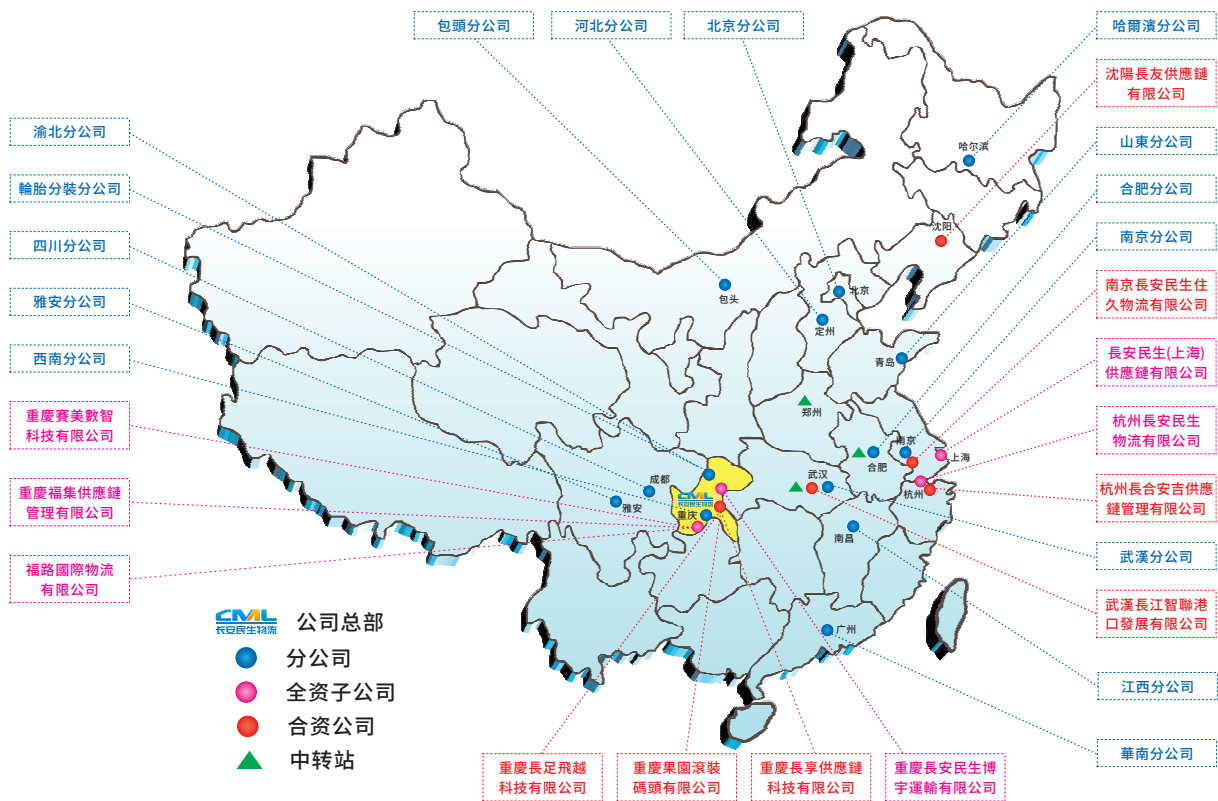 包頭分公司
河北分公司
北京分公司
哈爾濱分公司
沈陽長友供應鏈
有限公司
渝北分公司
山東分公司
哈尔滨
輪胎分裝分公司
合肥分公司
四川分公司
南京分公司
沈阳
雅安分公司
南京長安民生住
久物流有限公司
包头
北京
定州
西南分公司
長安民生(上海)
供應鏈有限公司
青岛
重慶賽美數智
科技有限公司
郑州
杭州長安民生
物流有限公司
南京
合肥
上海
重慶福集供應鏈
管理有限公司
成都
雅安
武汉
杭州
杭州長合安吉供應
鏈管理有限公司
CML
长安民生物流
重庆
南昌
武漢分公司
福路國際物流
有限公司
武漢長江智聯港
口發展有限公司
广州
CML
长安民生物流
公司总部
分公司
全资子公司
合资公司
中转站
江西分公司
華南分公司
重慶長足飛越
科技有限公司
重慶果園滾裝
碼頭有限公司
重慶長享供應鏈
科技有限公司
重慶長安民生博
宇運輸有限公司